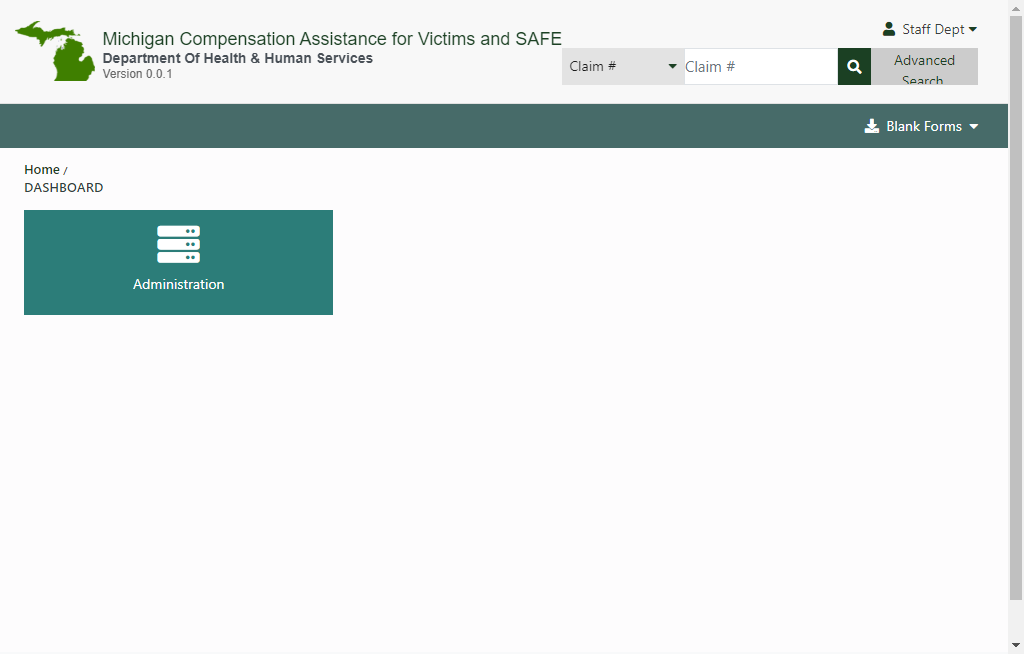 Michigan Compensation Assistance for Victims and SAFE
Department Of Health & Human Services
Version 0.0.1
Staff Dept
Claim #
Claim #
Advanced
Search
Blank Forms
Home /
DASHBOARD
Administration